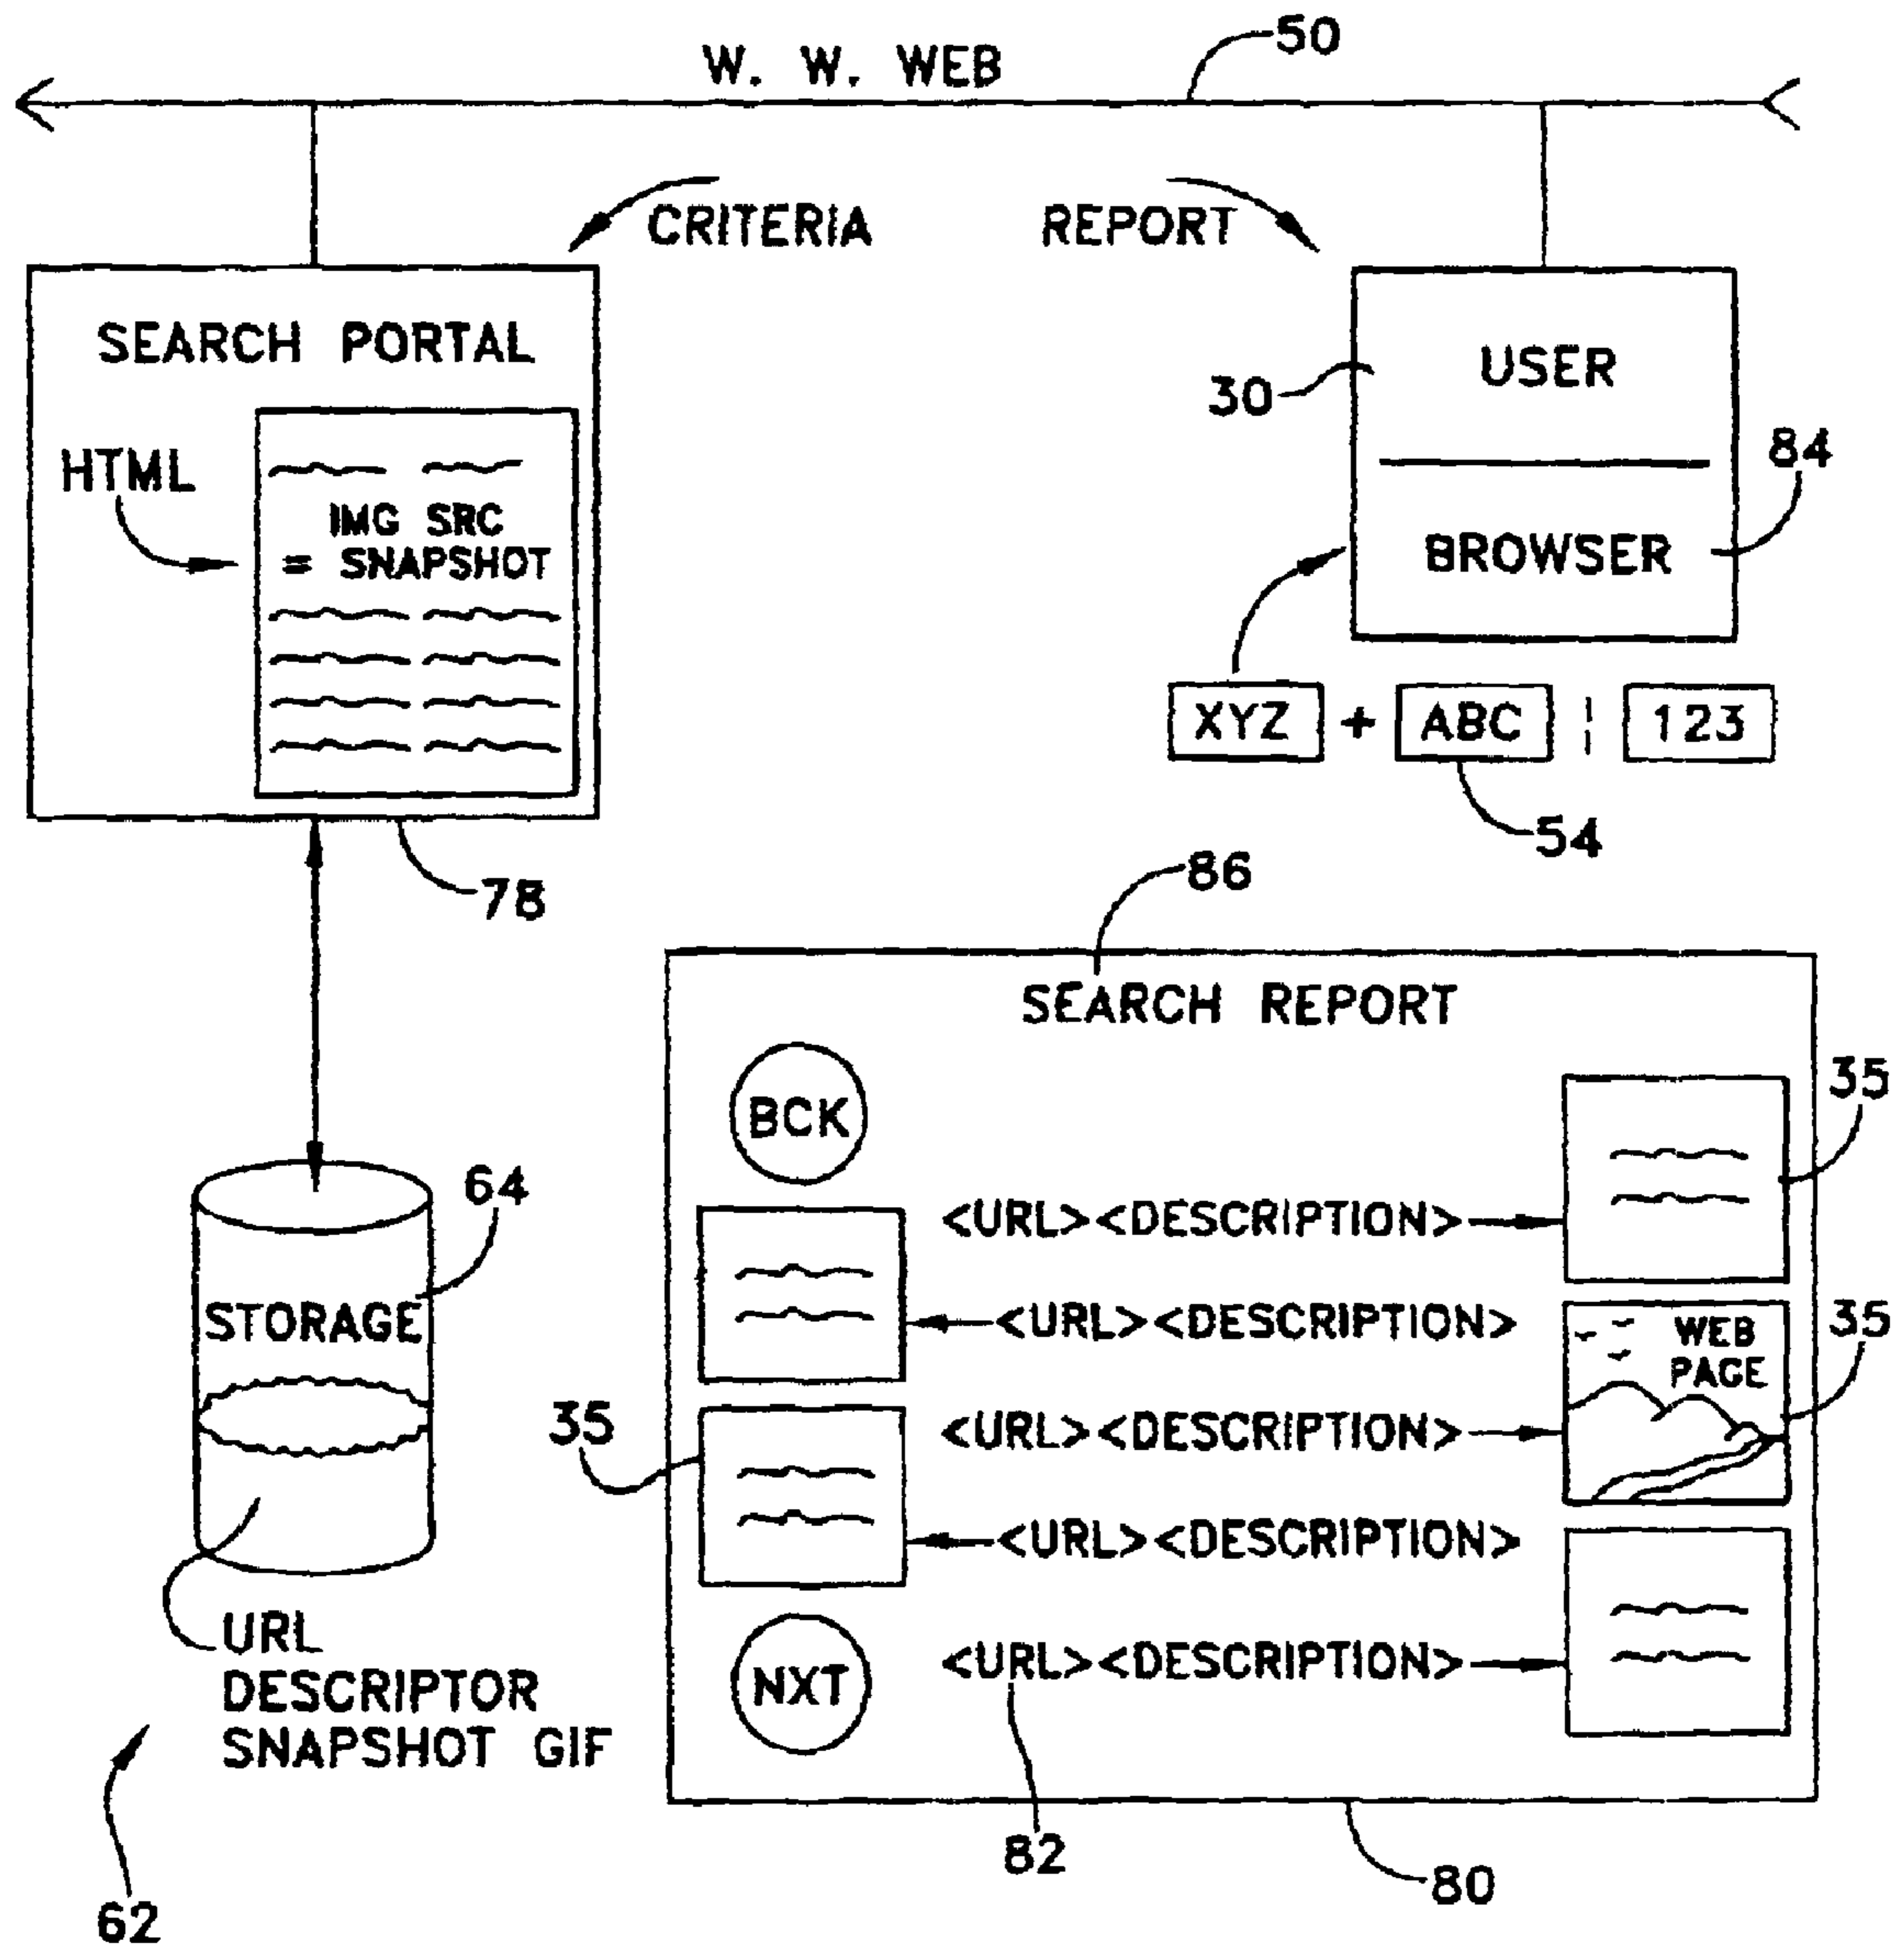 50
W. W. WEB
CRITERIA
REPORT
SEARCH PORTAL
HTML
IMG SRC
= SNAPSHOT
78
30
USER
84
BROWSER
XYZ + ABC ¦ 123
54
86
SEARCH REPORT
BCK
35
<URL><DESCRIPTION>
<URL><DESCRIPTION>
WEB
PAGE
35
35
<URL><DESCRIPTION>
<URL><DESCRIPTION>
NXT
<URL><DESCRIPTION>
82
80
64
STORAGE
URL
DESCRIPTOR
SNAPSHOT GIF
62